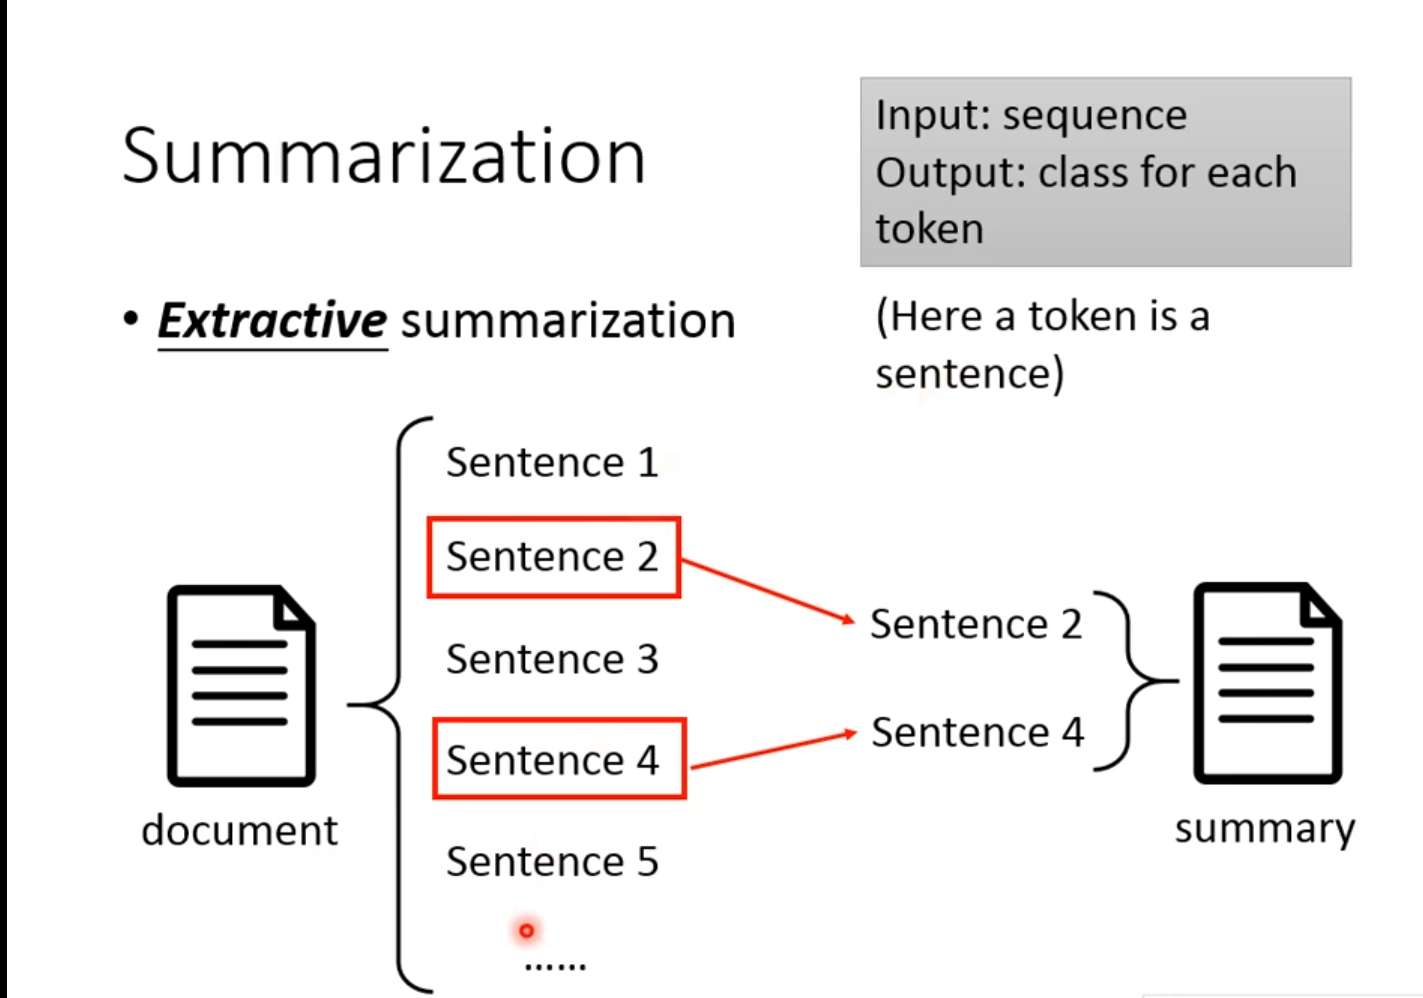 Summarization
Input: sequence
Output: class for each
token
• Extractive summarization
(Here a token is a
sentence)
Sentence 1
Sentence 2
Sentence 3
Sentence 4
Sentence 5
......
document
Sentence 2
Sentence 4
summary